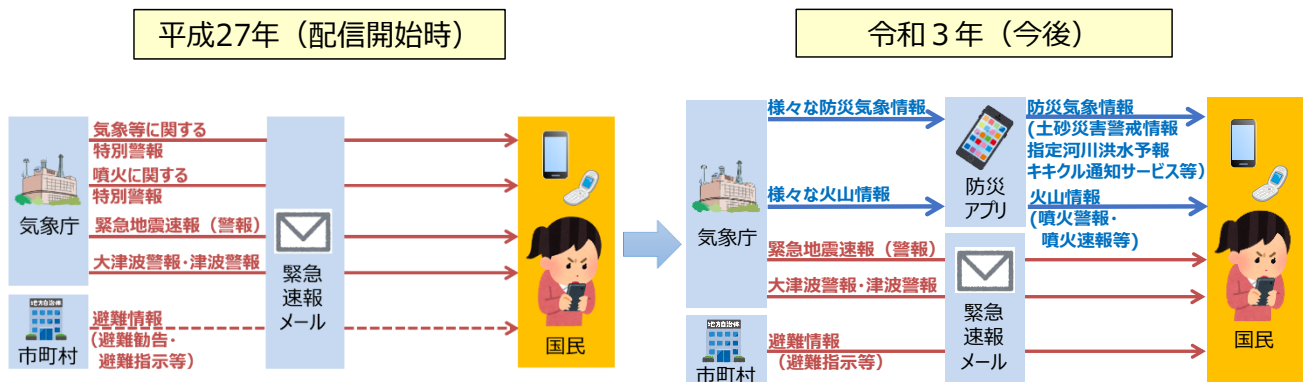 平成27年（配信開始時）
気象庁
気象等に関する
特別警報
噴火に関する
特別警報
緊急地震速報（警報）
大津波警報・津波警報
地方自治体
市町村
避難情報
(避難勧告・
避難指示等)
緊急
速報
メール
国民
令和３年（今後）
気象庁
様々な防災気象情報
様々な火山情報
緊急地震速報（警報）
大津波警報・津波警報
地方自治体
市町村
避難情報
（避難指示等）
防災
アプリ
緊急
速報
メール
防災気象情報
(土砂災害警戒情報
指定河川洪水予報
キキクル通知サービス等)
火山情報
(噴火警報・
噴火速報等)
国民